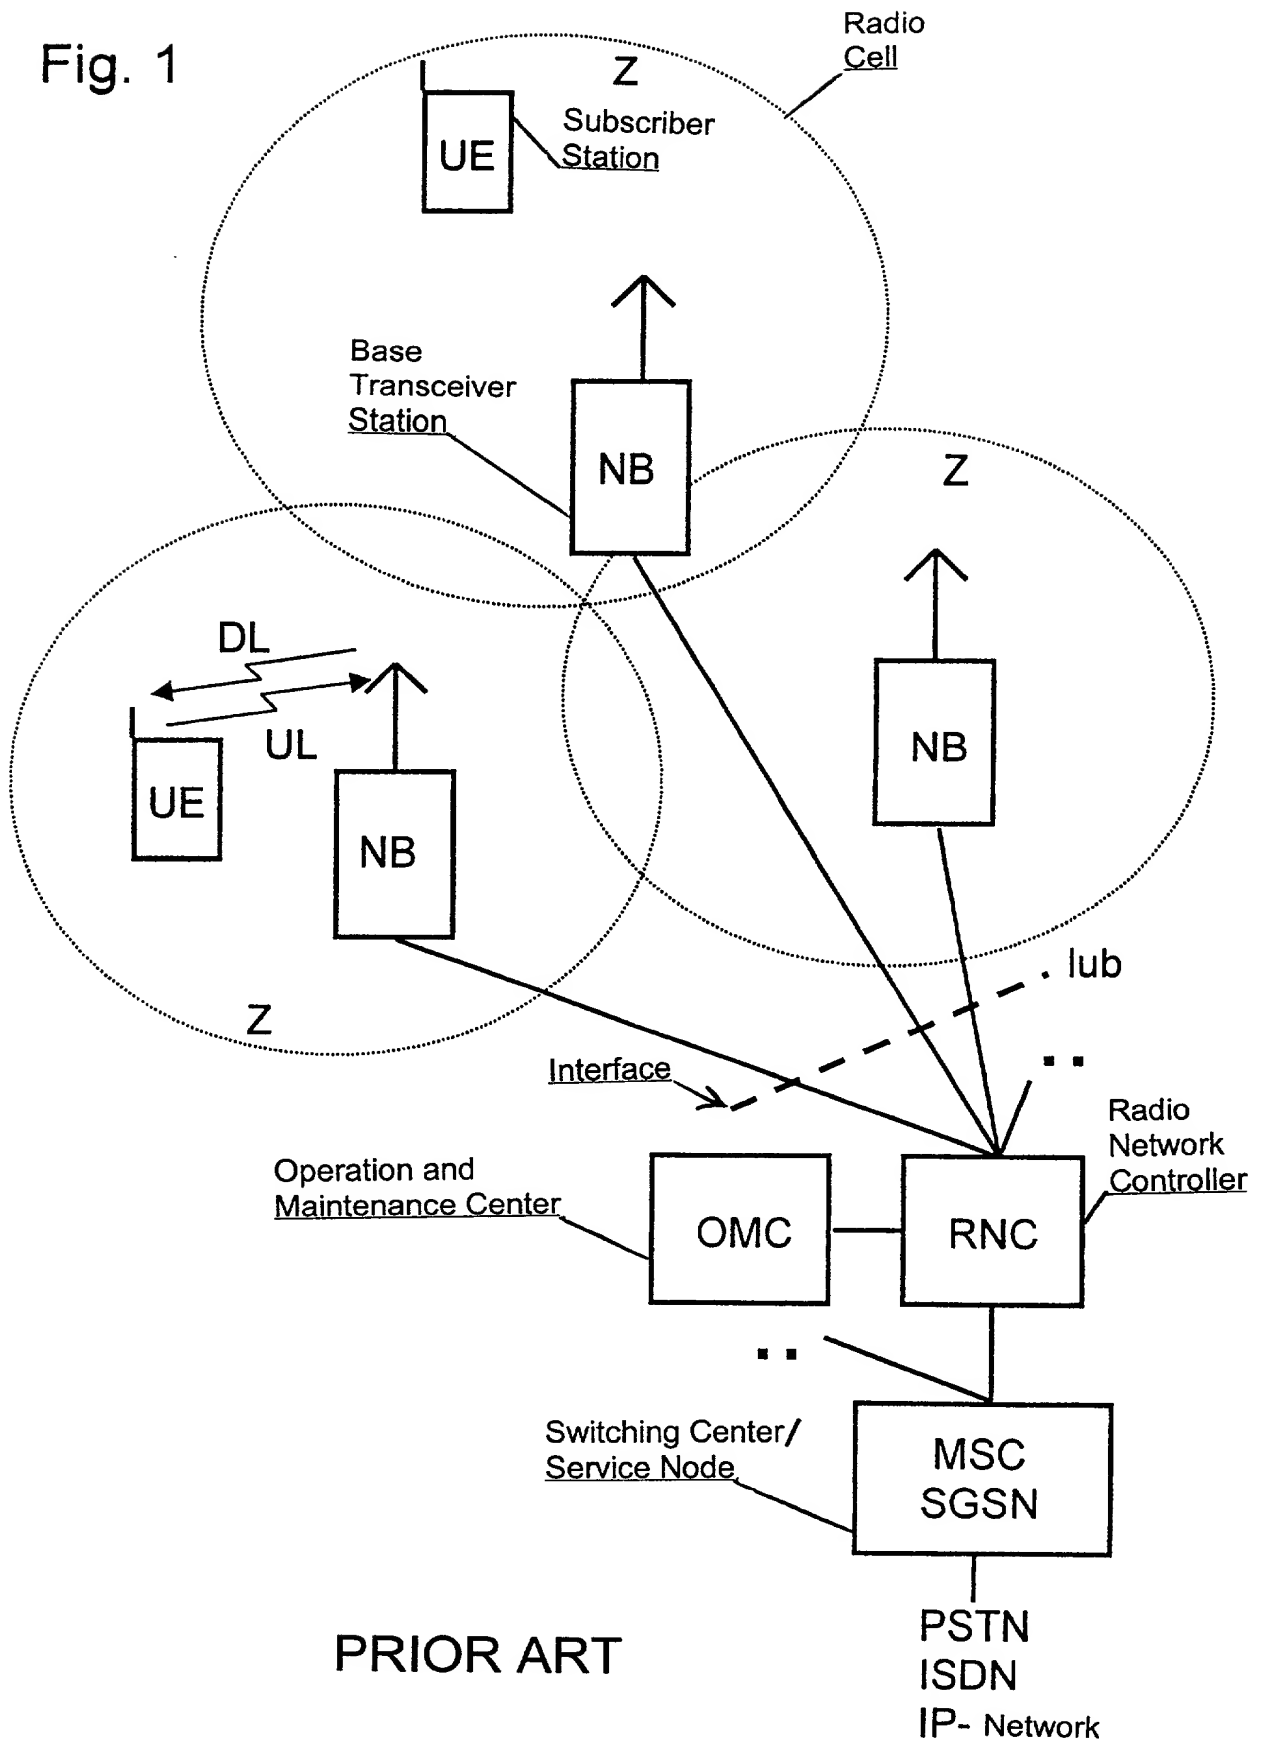 Fig. 1
Radio
Cell
Z
Subscriber
Station
UE
Base
Transceiver
Station
NB
Z
DL
UL
UE
NB
NB
Z
Iub
Interface
Radio
Network
Controller
Operation and
Maintenance Center
OMC
RNC
Switching Center/
Service Node
MSC
SGSN
PSTN
ISDN
IP- Network
PRIOR ART